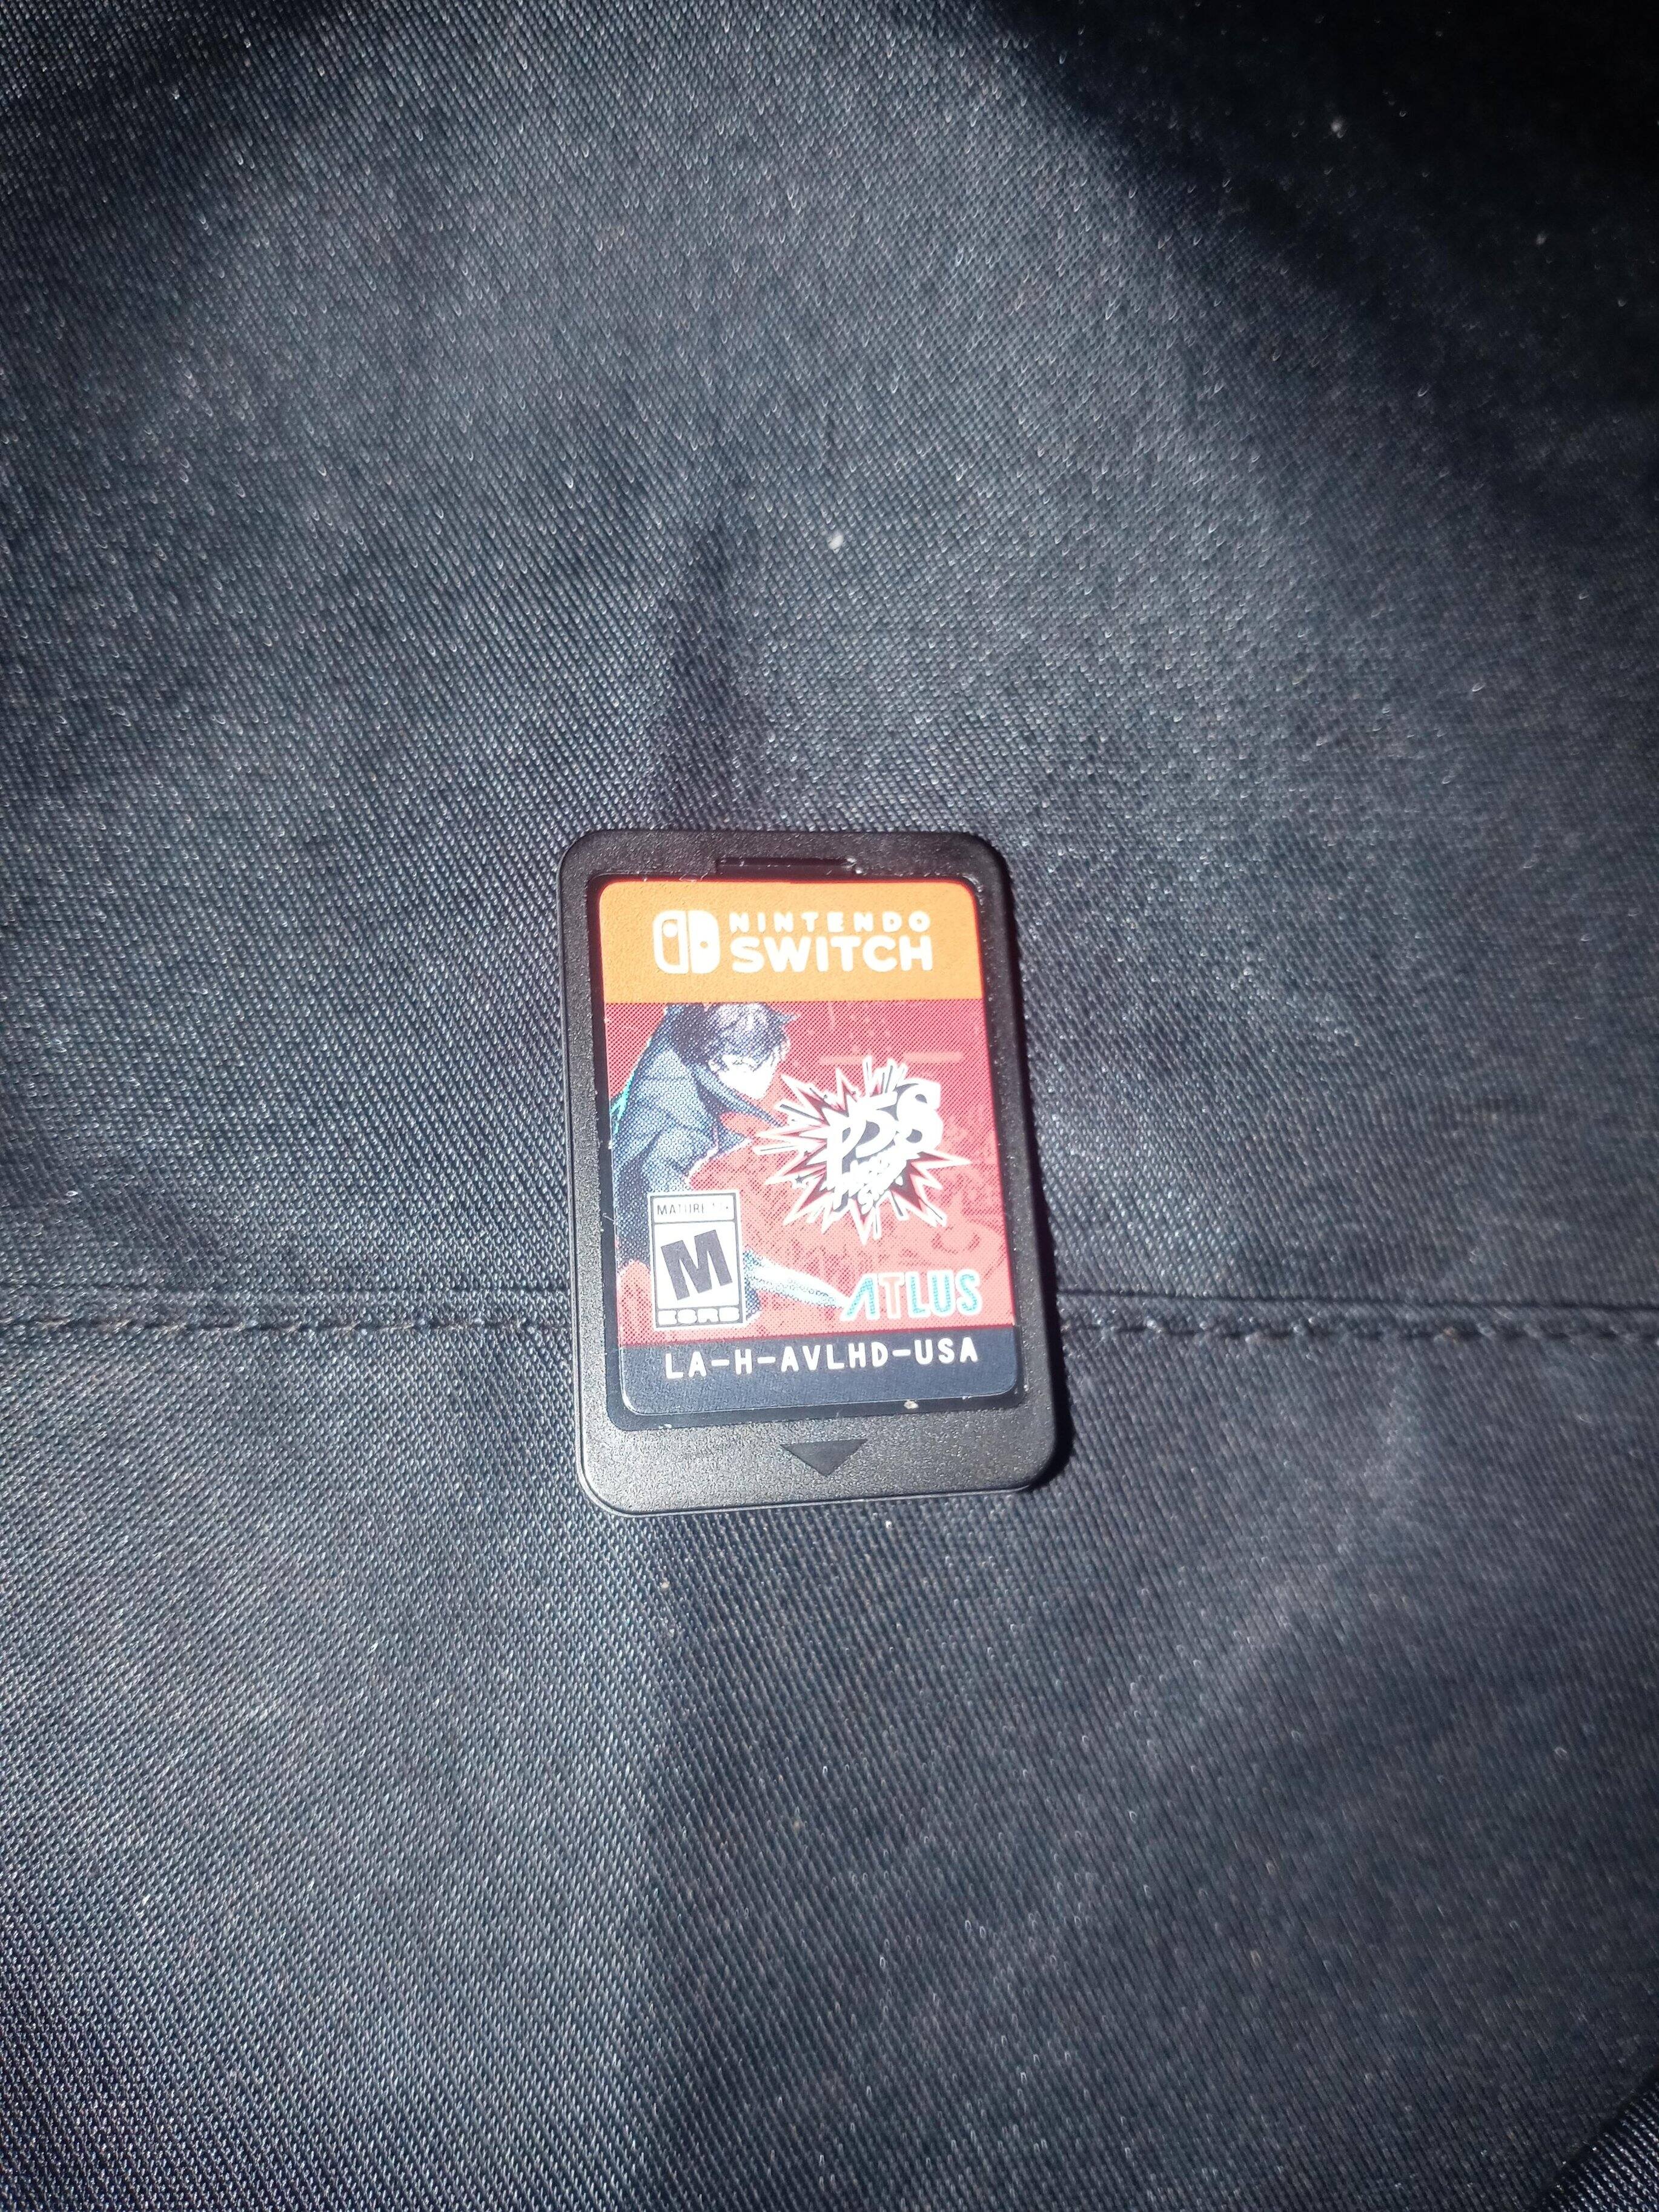 NINTENDO
SWITCH
P5S
MATURE 17+
M
ESRB
ATLUS
LA-H-AVLHD-USA